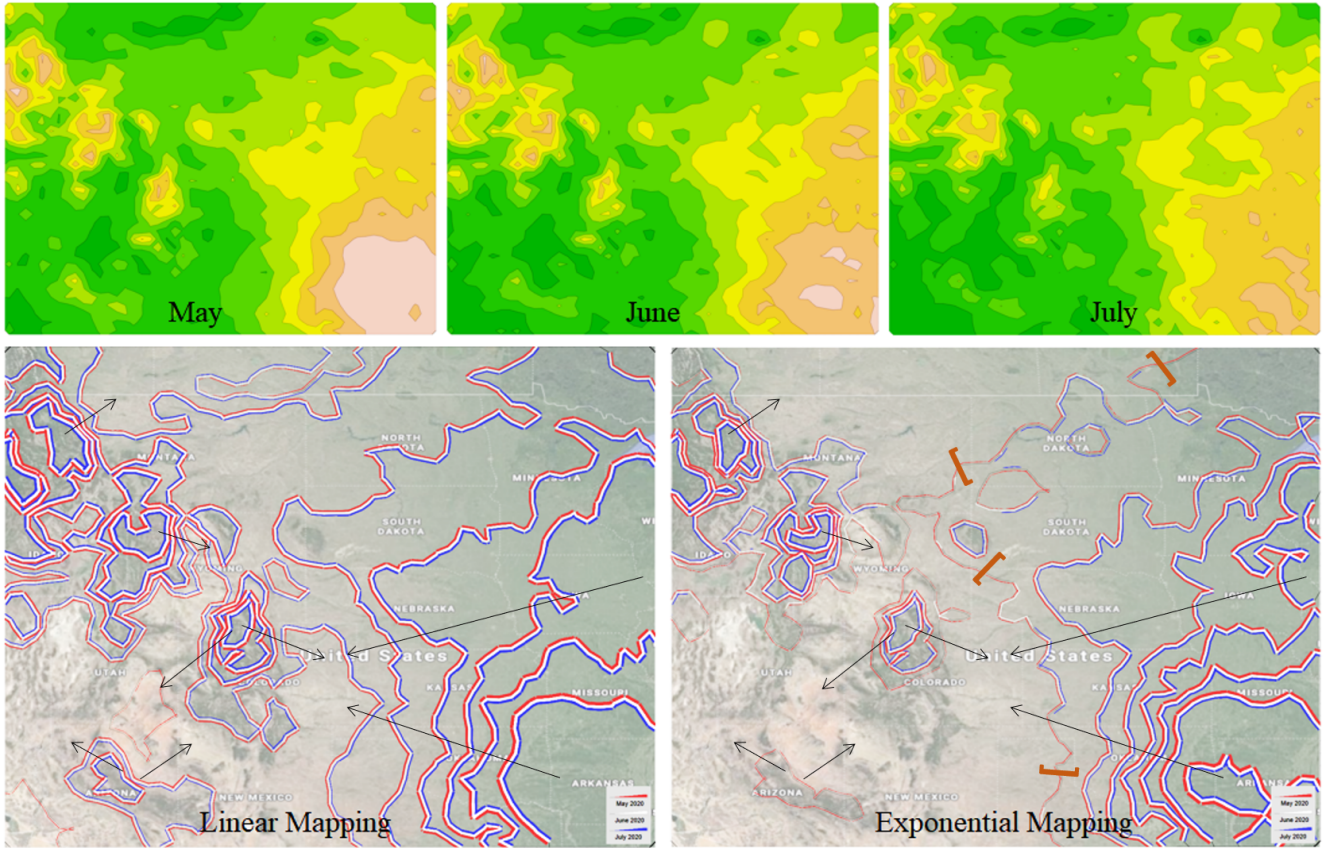 May
June
July
NORTH
OTA
MONTANA
MINNESOTA
SOUTH
DAKOTA
WYOMING
NEBRASKA
United States
UTAH
COLORADO
KANSAS
MISSOURI
ARKANSAS
ARIZONA
NEW MEXICO
May 2020
June 2020
July 2020
Linear Mapping
NORTH
DAKOTA
MONTANA
MINNESOTA
SOUTH
DAKOTA
IDAHO
WYOMING
IOWA
NEBRASKA
United States
UTAH
COLORADO
KANSAS
MISSOURI
ARIZONA
NEW MEXICO
May 2020
June 2020
July 2020
Exponential Mapping